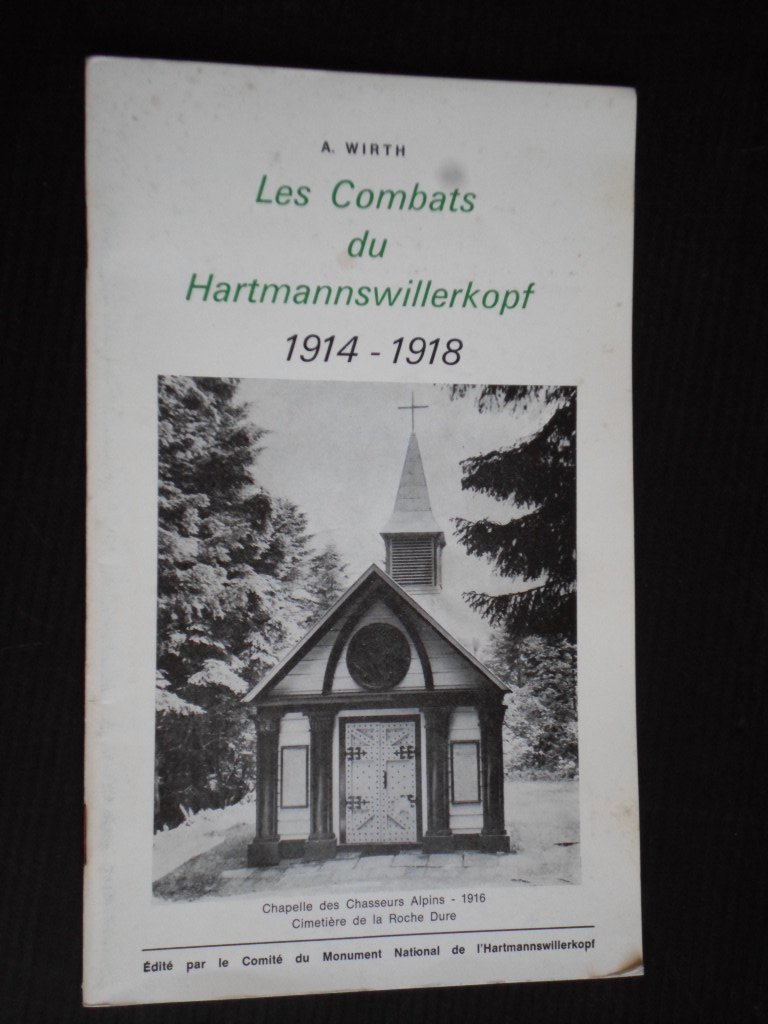 A. WIRTH
Les Combats
du
Hartmannswillerkopf
1914 - 1918
Chapelle des Chasseurs Alpins - 1916
Cimetière de la Roche Dure
Édité par le Comité du Monument National de l'Hartmannswillerkopf